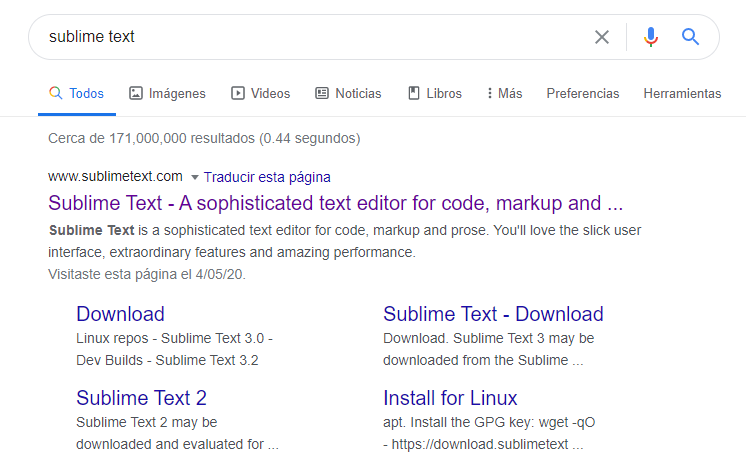 sublime text
Todos Imágenes Videos Noticias Libros Más Preferencias Herramientas
Cerca de 171,000,000 resultados (0.44 segundos)
www.sublimetext.com Traducir esta página
Sublime Text - A sophisticated text editor for code, markup and ...
Sublime Text is a sophisticated text editor for code, markup and prose. You'll love the slick user
interface, extraordinary features and amazing performance.
Visitaste esta página el 4/05/20.
Download
Linux repos - Sublime Text 3.0 -
Dev Builds - Sublime Text 3.2
Sublime Text - Download
Download. Sublime Text 3 may be
downloaded from the Sublime ...
Sublime Text 2
Sublime Text 2 may be
downloaded and evaluated for ...
Install for Linux
apt. Install the GPG key: wget -qO
- https://download.sublimetext ...